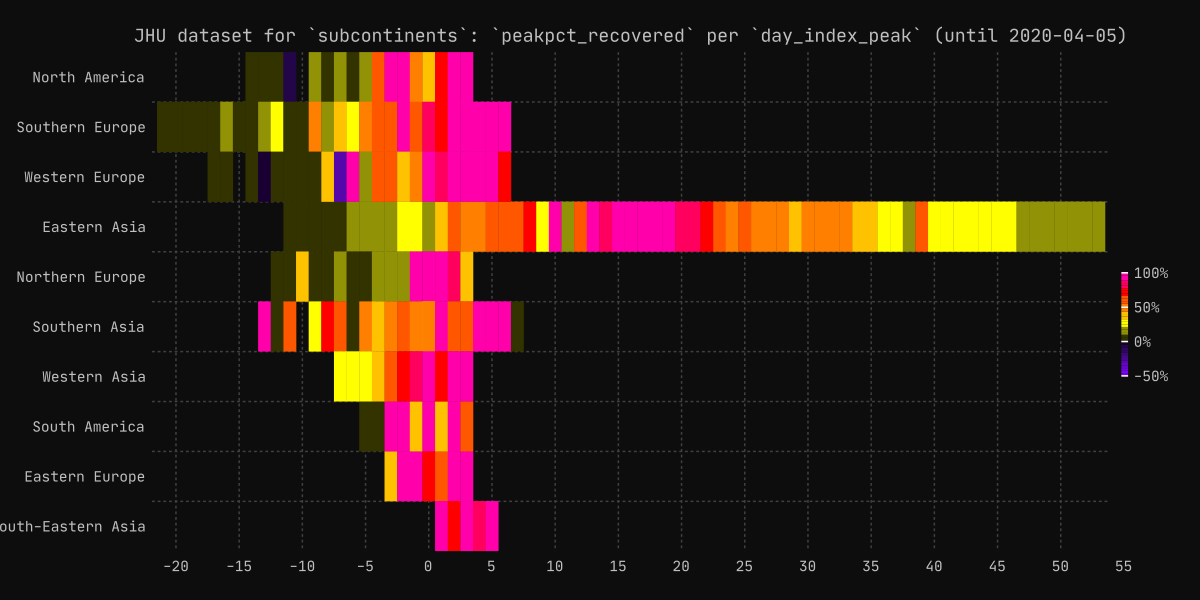 JHU dataset for `subcontinents`: `peakpct_recovered` per `day_index_peak` (until 2020-04-05)
North America
Southern Europe
Western Europe
Eastern Asia
Northern Europe
Southern Asia
Western Asia
South America
Eastern Europe
outh-Eastern Asia
100%
50%
0%
-50%
-20 -15 -10 -5 0 5 10 15 20 25 30 35 40 45 50 55